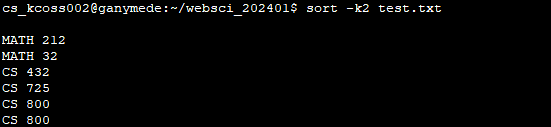 cs_kcoss002@ganymede:~/websci_202401$ sort -k2 test.txt
MATH 212
MATH 32
CS 432
CS 725
CS 800
CS 800